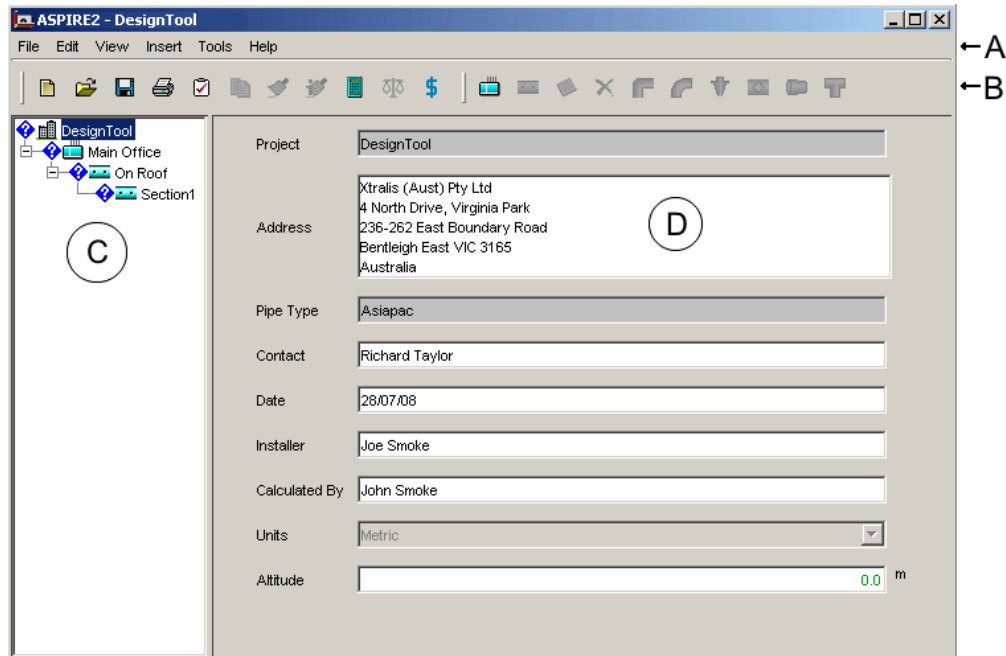 ASPIRE2 - DesignTool
File Edit View Insert Tools Help
A
B
DesignTool
Main Office
On Roof
Section1
C
Project DesignTool
Address
Xtralis (Aust) Pty Ltd
4 North Drive, Virginia Park
236-262 East Boundary Road
Bentleigh East VIC 3165
Australia
D
Pipe Type Asiapac
Contact Richard Taylor
Date 28/07/08
Installer Joe Smoke
Calculated By John Smoke
Units Metric
Altitude 0.0 m